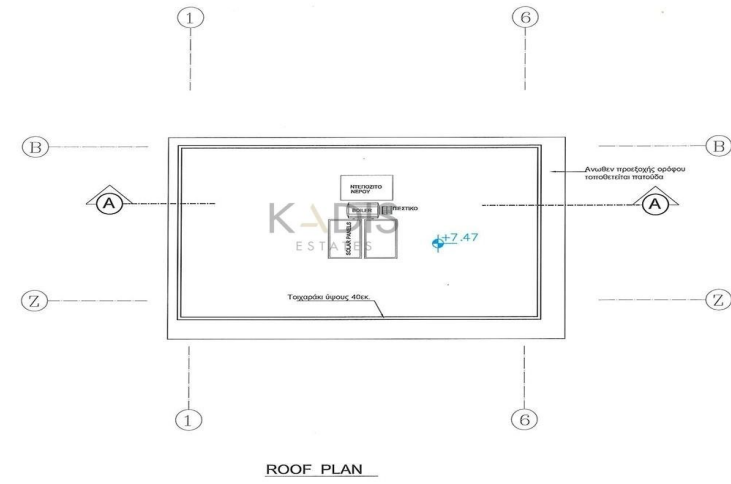 1
6
B
B
Ανωθεν προεξοχής ορόφου
τοποθετείται πατούδα
ΝΤΕΠΟΖΙΤΟ
ΝΕΡΟΥ
A
A
BOILER
ΠΙΕΣΤΙΚΟ
KADIS
ESTATES
SOLAR PANELS
+7.47
Τοιχαράκι ύψους 40εκ.
Z
Z
1
6
ROOF PLAN